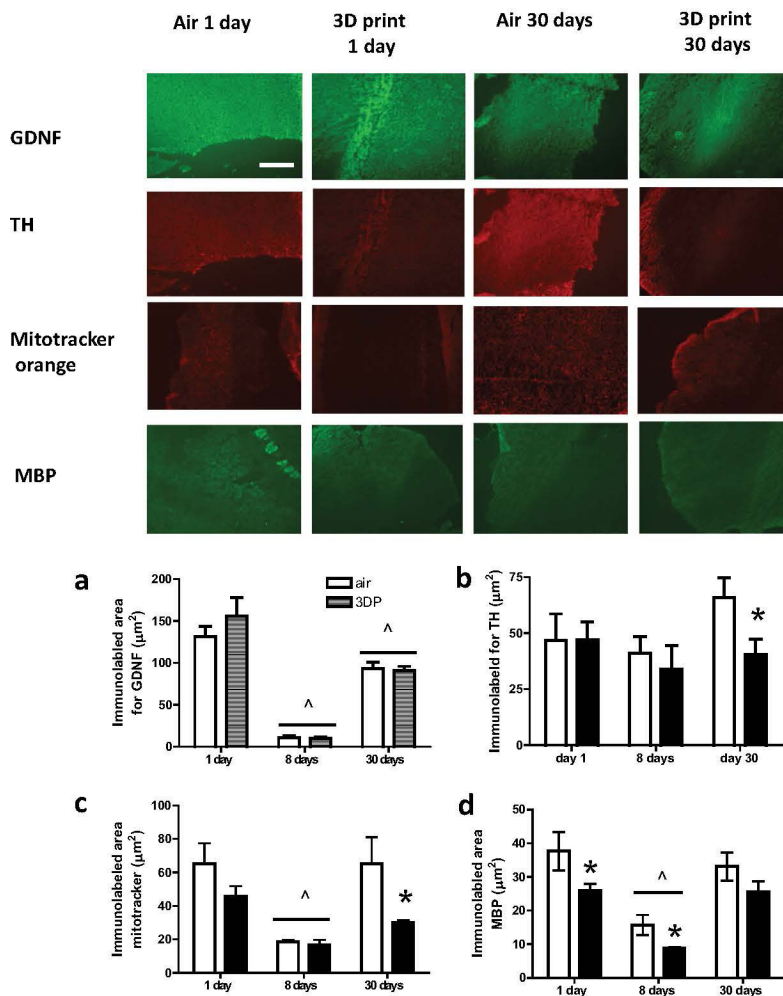 Air 1 day
3D print
1 day
Air 30 days
3D print
30 days
GDNF
TH
Mitotracker
orange
MBP
a
Immunolabled area
for GDNF (μm²)
150
100
50
0
air
3DP
^
^
1 day
8 days
30 days
b
Immunolabeld for TH (μm²)
75
50
25
0
*
day 1
8 days
day 30
c
Immunolabeled area
mitotracker (μm²)
80
60
40
20
0
^
*
1 day
8 days
30 days
d
Immunolabeled area
MBP (μm²)
40
30
20
10
0
*
^
*
1 day
8 days
30 days